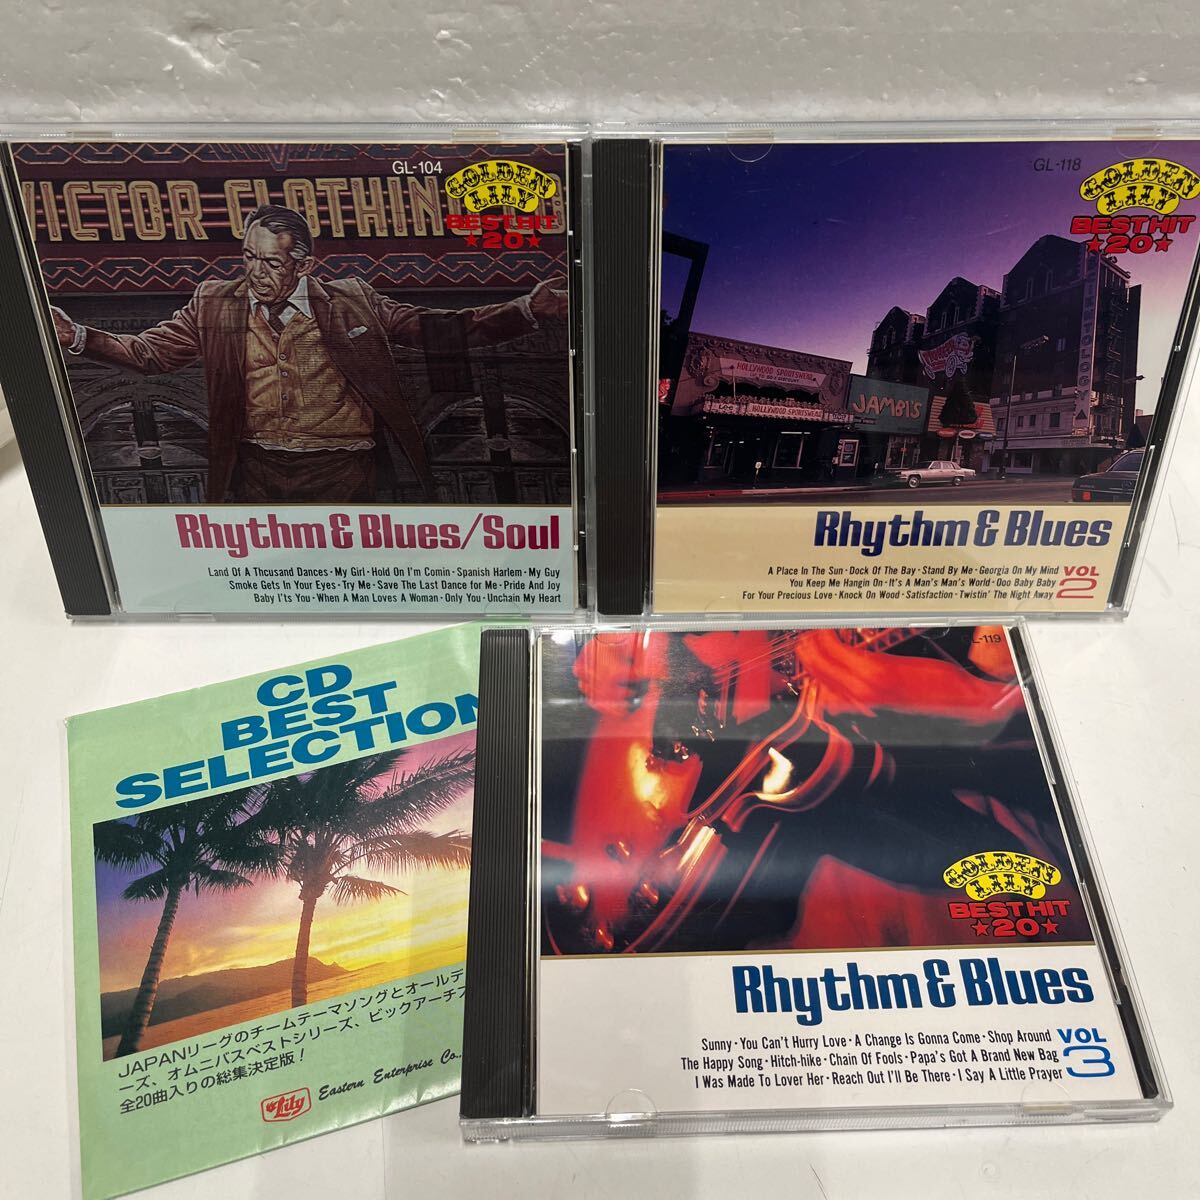 VICTOR CLOTHING CO
GL-104
GOLDEN
LILY
BEST HIT
★20★
Rhythm & Blues/Soul
Land Of A Thcusand Dances・My Girl・Hold On I'm Comin・Spanish Harlem・My Guy
Smoke Gets In Your Eyes・Try Me・Save The Last Dance for Me・Pride And Joy
Baby I'ts You・When A Man Loves A Woman・Only You・Unchain My Heart
GL-118
GOLDEN
LILY
BEST HIT
★20★
HOLLYWOOD SPORTSWEAR
HOLLYWOOD SPORTSWEAR
JAMBI'S
Rhythm & Blues
VOL
2
A Place In The Sun・Dock Of The Bay・Stand By Me・Georgia On My Mind
You Keep Me Hangin On・It's A Man's Man's World・Ooo Baby Baby
For Your Precious Love・Knock On Wood・Satisfaction・Twistin' The Night Away
CD
BEST
SELECTION
JAPANリーグのチームテーマソングとオールデ
ーズ、オムニバスベストシリーズ、ビックアーチス
全20曲入りの総集決定版!
Lily
Eastern Enterprise Co.,
GL-119
GOLDEN
LILY
BEST HIT
★20★
Rhythm & Blues
VOL
3
Sunny・You Can't Hurry Love・A Change Is Gonna Come・Shop Around
The Happy Song・Hitch-hike・Chain Of Fools・Papa's Got A Brand New Bag
I Was Made To Lover Her・Reach Out I'll Be There・I Say A Little Prayer